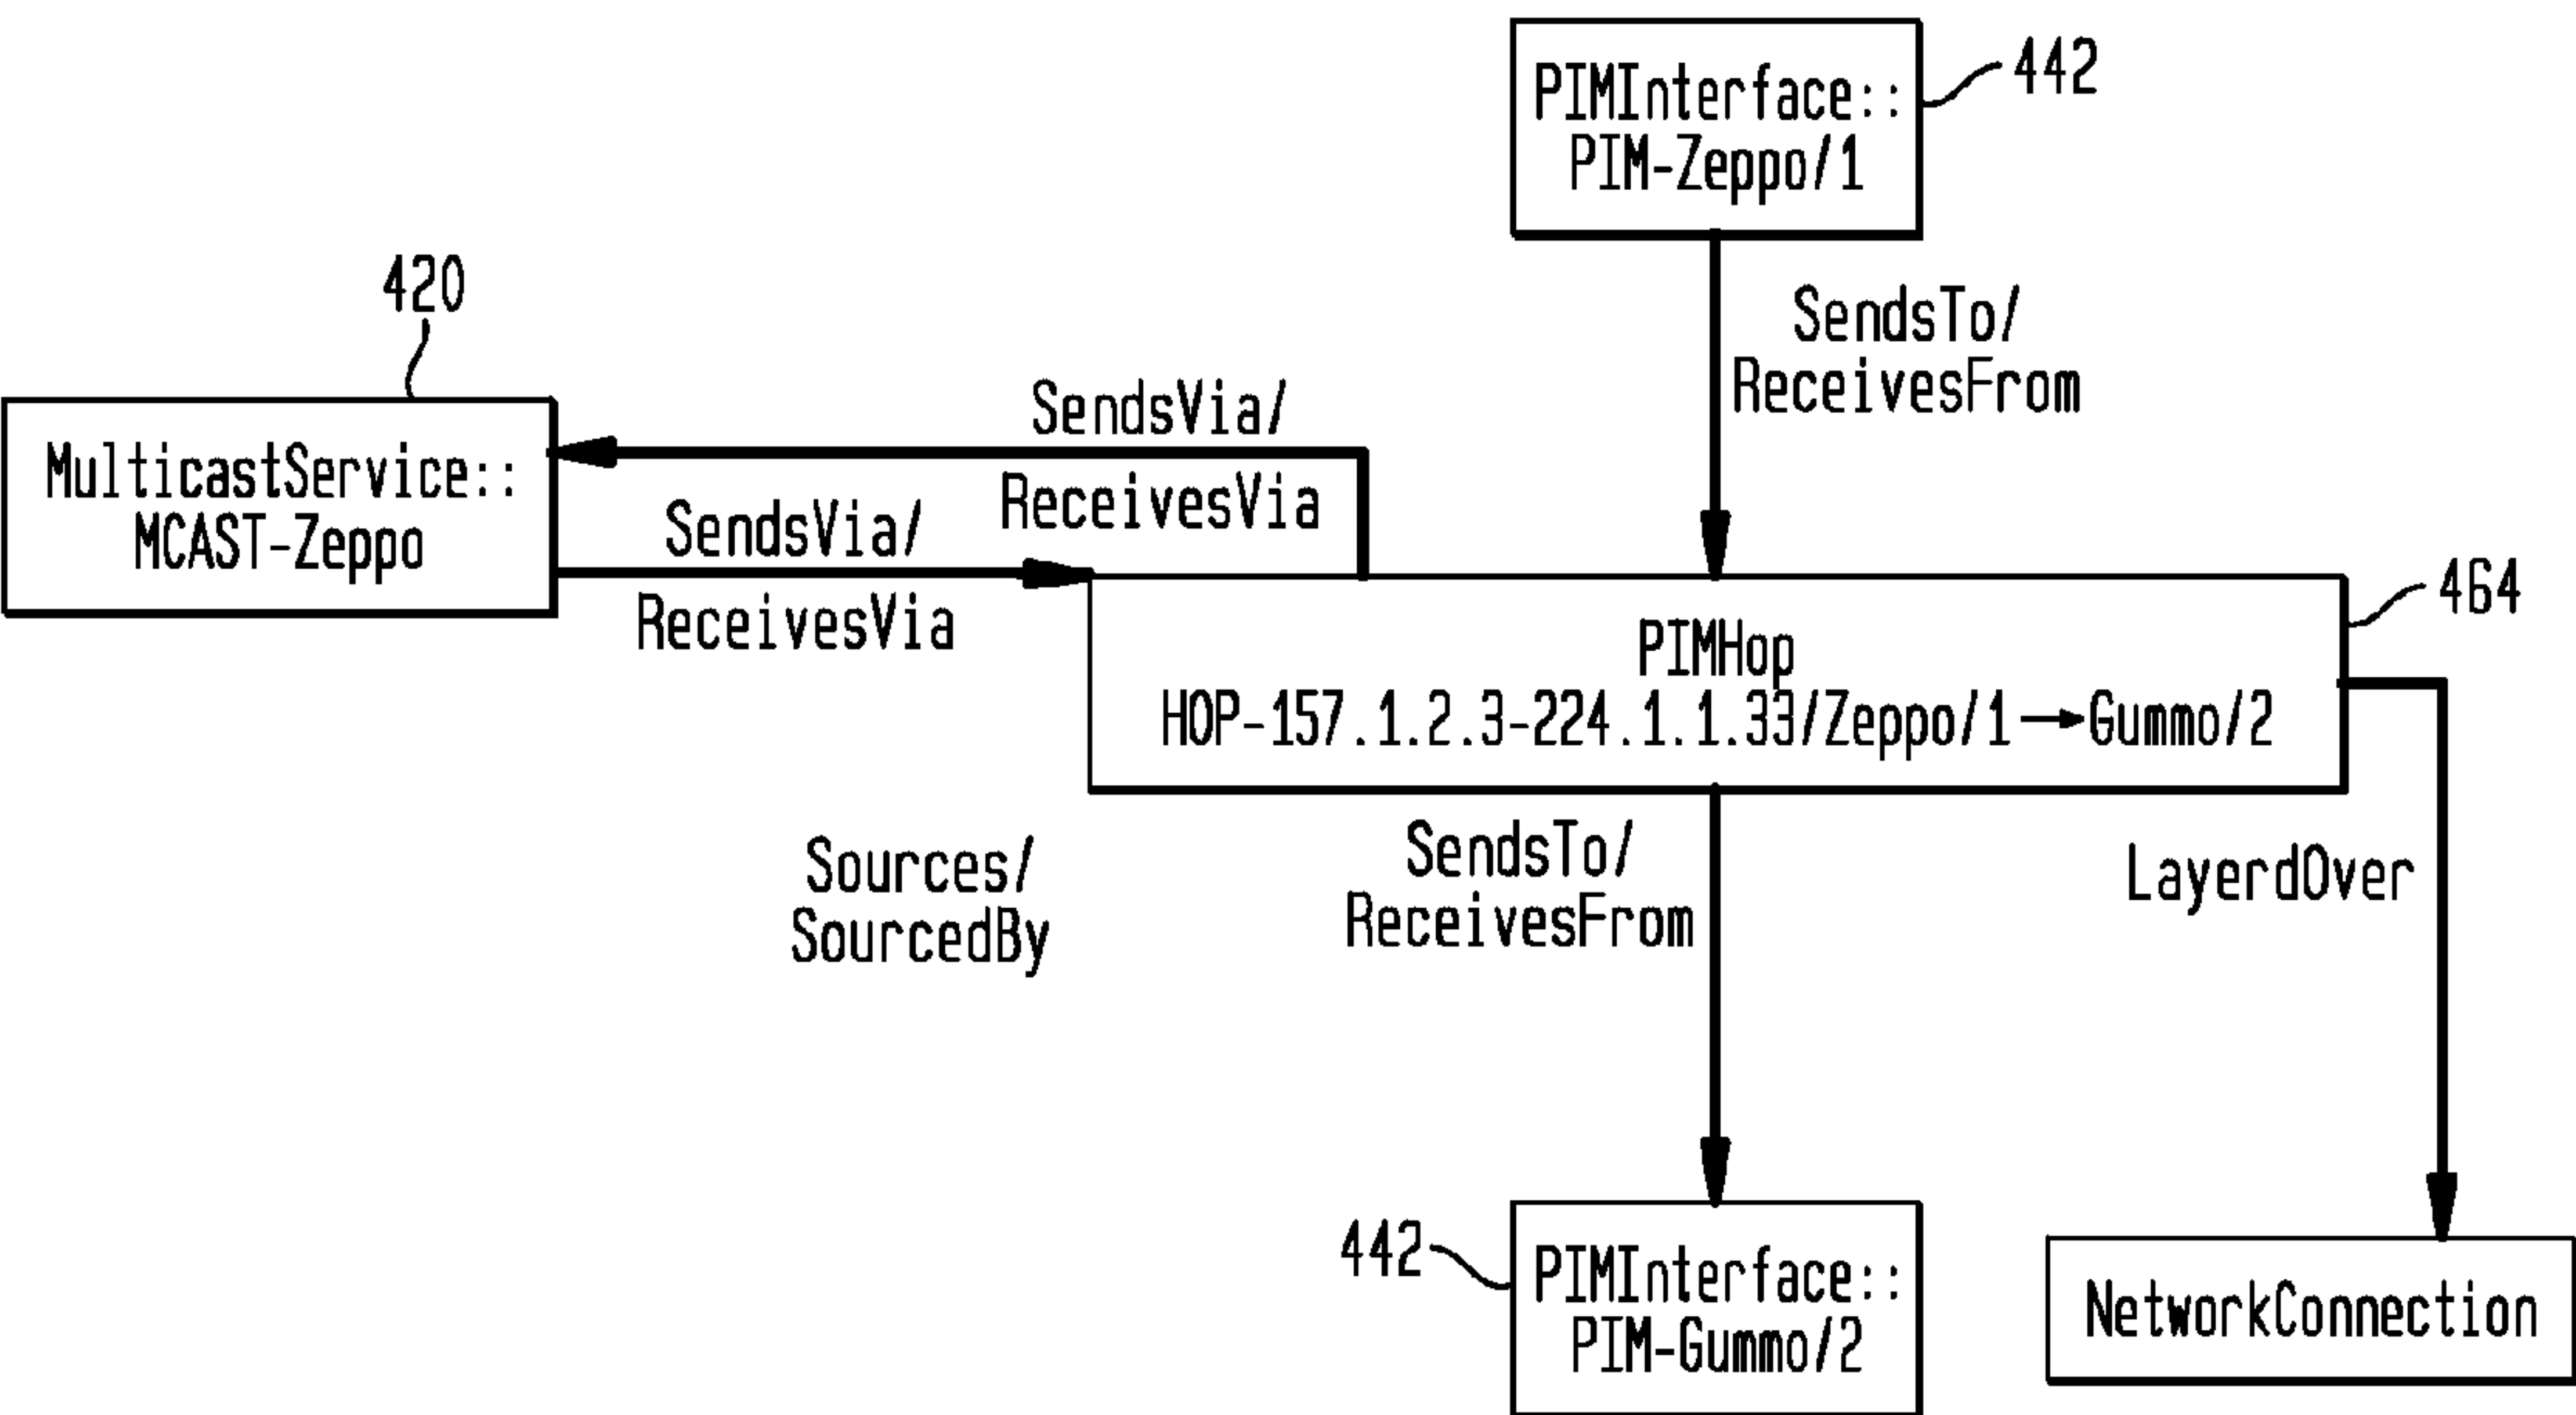 PIMInterface::
PIM-Zeppo/1
442
420
SendsTo/
ReceivesFrom
SendsVia/
ReceivesVia
MulticastService::
MCAST-Zeppo
SendsVia/
ReceivesVia
464
PIMHop
HOP-157.1.2.3-224.1.1.33/Zeppo/1→Gummo/2
Sources/
SourcedBy
SendsTo/
ReceivesFrom
LayerdOver
442
PIMInterface::
PIM-Gummo/2
NetworkConnection